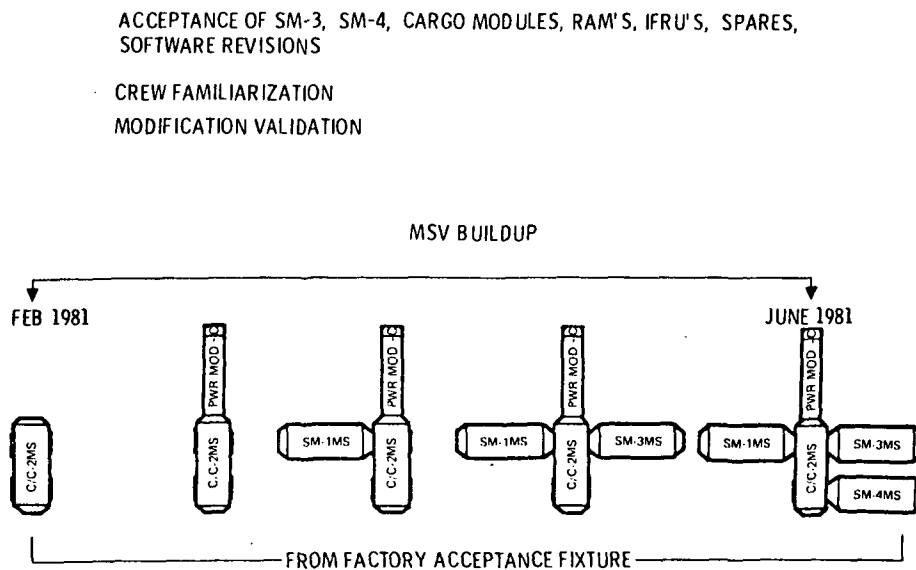 ACCEPTANCE OF SM-3, SM-4, CARGO MODULES, RAM'S, IFRU'S, SPARES,
SOFTWARE REVISIONS
CREW FAMILIARIZATION
MODIFICATION VALIDATION
MSV BUILDUP
FEB 1981
JUNE 1981
C/C-2MS
PWR MOD
C/C-2MS
SM-1MS
PWR MOD
C/C-2MS
SM-1MS
PWR MOD
C/C-2MS
SM-3MS
SM-1MS
PWR MOD
C/C-2MS
SM-3MS
SM-4MS
FROM FACTORY ACCEPTANCE FIXTURE